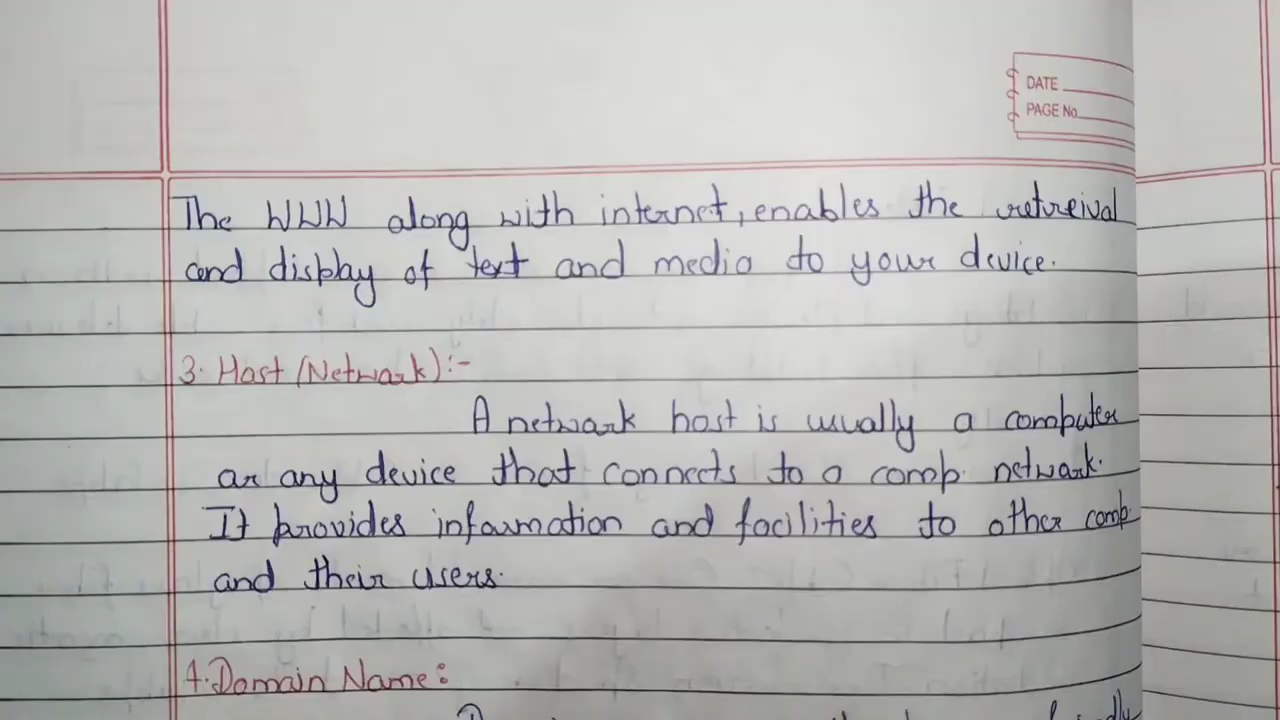 DATE
PAGE No
The WWW along with internet, enables the retreival
and display of text and media to your device.
3. Host (Network):-
A network host is usually a computer
or any device that connects to a comp. network.
It provides information and facilities to other comp
and their users.
4. Domain Name: